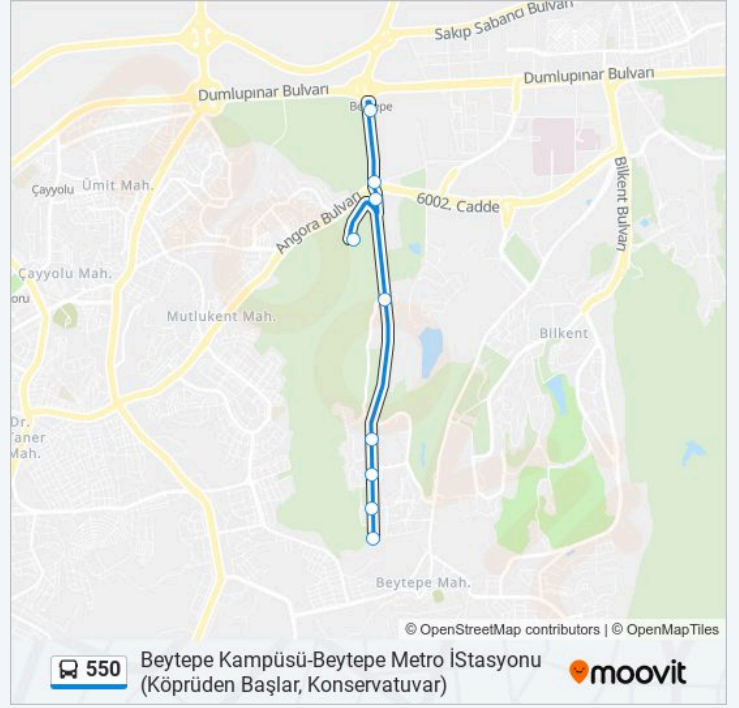 Sakıp Sabancı Bulvarı
Dumlupınar Bulvarı
Dumlupınar Bulvarı
Beytepe
Çayyolu
Ümit Mah.
Angora Bulvarı
6002. Cadde
Bilkent Bulvarı
Çayyolu Mah.
oru
Mutlukent Mah.
Bilkent
Dr.
aner
Mah.
Beytepe Mah.
© OpenStreetMap contributors | © OpenMapTiles
550
Beytepe Kampüsü-Beytepe Metro İStasyonu
(Köprüden Başlar, Konservatuvar)
moovit